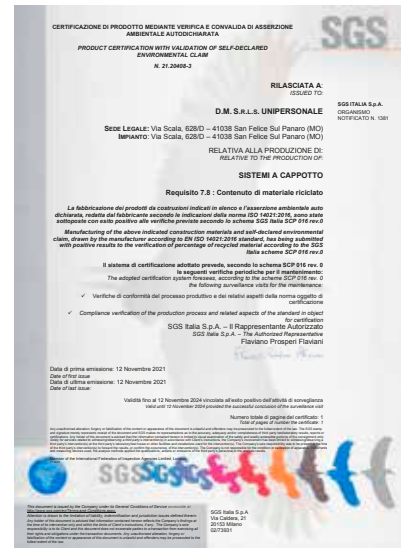 SGS
CERTIFICAZIONE DI PRODOTTO MEDIANTE VERIFICA E CONVALIDA DI ASSERZIONE
AMBIENTALE AUTODICHIARATA
PRODUCT CERTIFICATION WITH VALIDATION OF SELF-DECLARED
ENVIRONMENTAL CLAIM
N. 21.20408-3
RILASCIATA A:
ISSUED TO:
SGS ITALIA S.p.A.
ORGANISMO
NOTIFICATO N. 1381
D.M. S.R.L.S. UNIPERSONALE
SEDE LEGALE: Via Scala, 628/D – 41038 San Felice Sul Panaro (MO)
IMPIANTO: Via Scala, 628/D – 41038 San Felice Sul Panaro (MO)
RELATIVA ALLA PRODUZIONE DI:
RELATIVE TO THE PRODUCTION OF:
SISTEMI A CAPPOTTO
Requisito 7.8 : Contenuto di materiale riciclato
La fabbricazione dei prodotti da costruzioni indicati in elenco e l'asserzione ambientale auto
dichiarata, redatta dal fabbricante secondo le indicazioni della norma ISO 14021:2016, sono state
sottoposte con esito positivo alle verifiche previste secondo lo schema SGS Italia SCP 016 rev.0
Manufacturing of the above indicated construction materials and self-declared environmental
claim, drawn by the manufacturer according to EN ISO 14021:2016 standard, has being submitted
with positive results to the verification of percentage of recycled material according to the SGS
Italia schema SCP 016 rev.0
Il sistema di certificazione adottato prevede, secondo lo schema SCP 016 rev. 0
le seguenti verifiche periodiche per il mantenimento:
The adopted certification system foresees, according to the scheme SCP 016 rev. 0
the following surveillance visits for the maintenance:
✓ Verifiche di conformità del processo produttivo e dei relativi aspetti della norma oggetto di
certificazione
✓ Compliance verification of the production process and related aspects of the standard in object
for certification
SGS Italia S.p.A. – Il Rappresentante Autorizzato
SGS Italia S.p.A. – The Authorized Representative
Flaviano Prosperi Flaviani
Data di prima emissione: 12 Novembre 2021
Date of first issue
Data di ultima emissione: 12 Novembre 2021
Date of last issue
Validità fino al 12 Novembre 2024 vincolata all'esito positivo dell'attività di sorveglianza
Valid until 12 November 2024 provided the successful conclusion of the surveillance visit
Numero totale di pagine del certificato: 1
Total of pages of number the certificate: 1
SGS Italia S.p.A
Via Caldera, 21
20153 Milano
02/73931